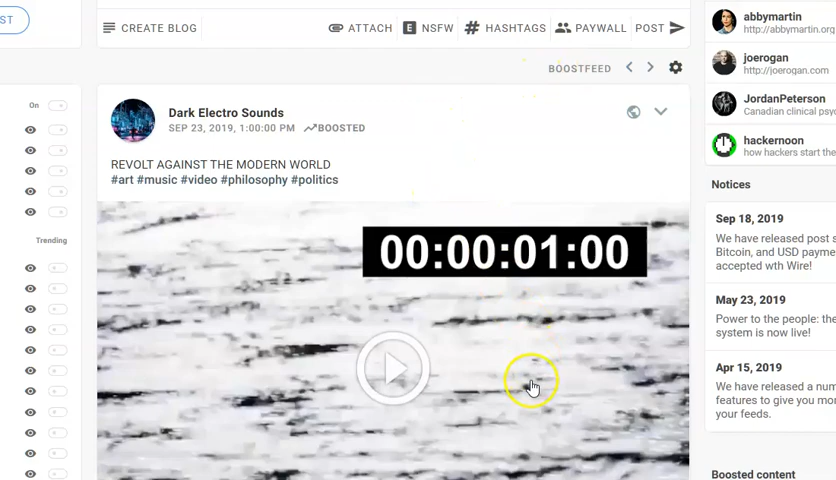 ST
CREATE BLOG
ATTACH
E NSFW
HASHTAGS
PAYWALL
POST
BOOSTFEED
On
Trending
Dark Electro Sounds
SEP 23, 2019, 1:00:00 PM BOOSTED
REVOLT AGAINST THE MODERN WORLD
#art #music #video #philosophy #politics
00:00:01:00
abbymartin
http://abbymartin.org
joerogan
http://joerogan.com
JordanPeterson
Canadian clinical psy
hackernoon
how hackers start the
Notices
Sep 18, 2019
We have released post s
Bitcoin, and USD payme
accepted wth Wire!
May 23, 2019
Power to the people: the
system is now live!
Apr 15, 2019
We have released a num
features to give you mor
your feeds.
Boosted content